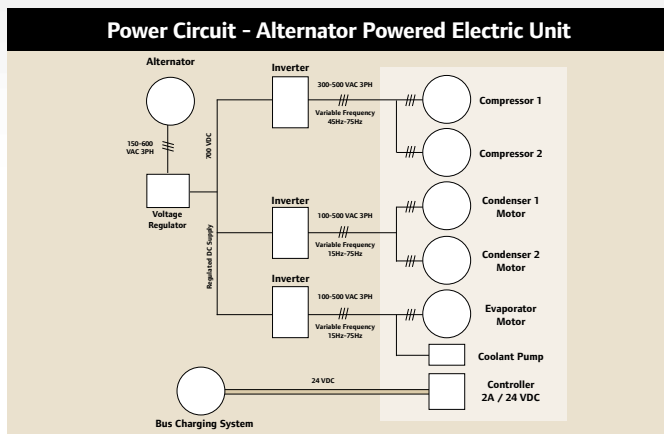 Power Circuit – Alternator Powered Electric Unit
Alternator
150-600
VAC 3PH
Voltage
Regulator
700 VDC
Regulated DC Supply
Inverter
300-500 VAC 3PH
Variable Frequency
45Hz-75Hz
Compressor 1
Compressor 2
Inverter
100-500 VAC 3PH
Variable Frequency
15Hz-75Hz
Condenser 1
Motor
Condenser 2
Motor
Inverter
100-500 VAC 3PH
Variable Frequency
15Hz-75Hz
Evaporator
Motor
Coolant Pump
24 VDC
Bus Charging System
Controller
2A / 24 VDC